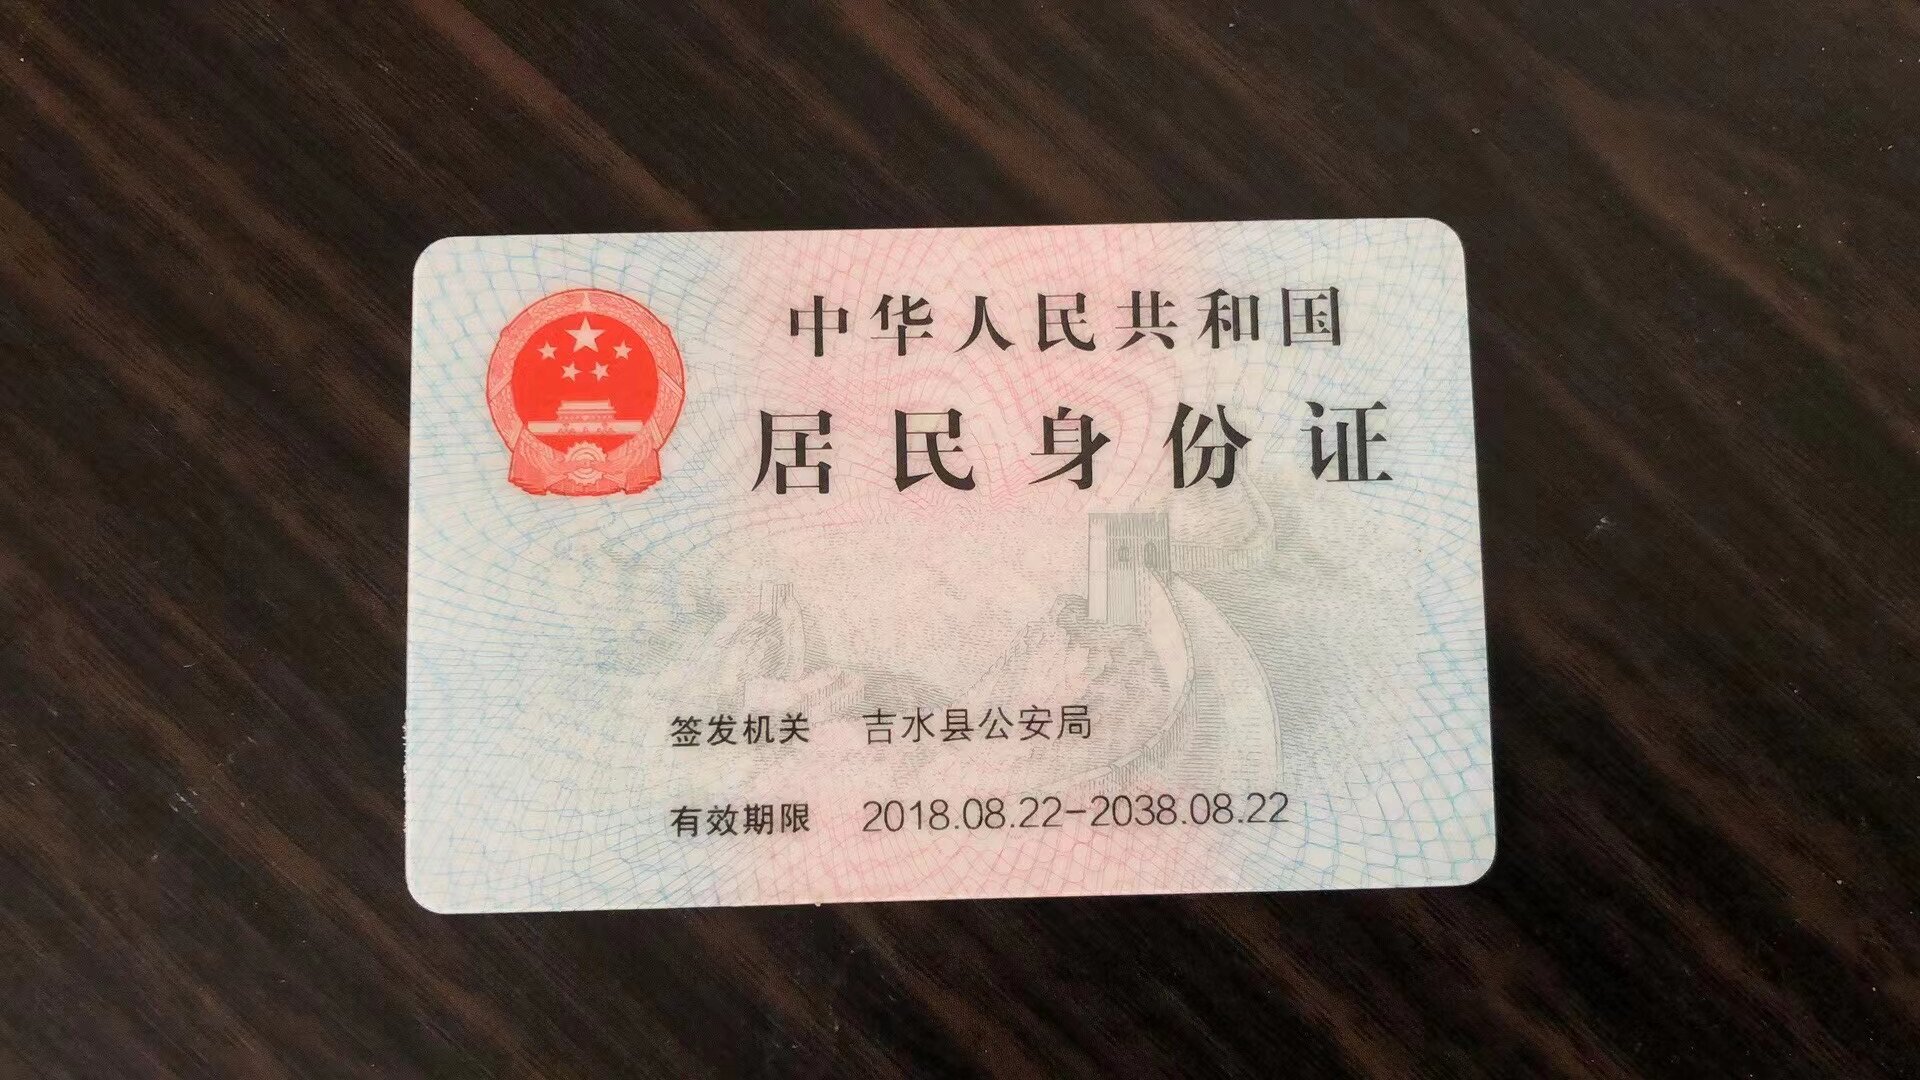 中华人民共和国
居民身份证
签发机关 吉水县公安局
有效期限 2018.08.22-2038.08.22